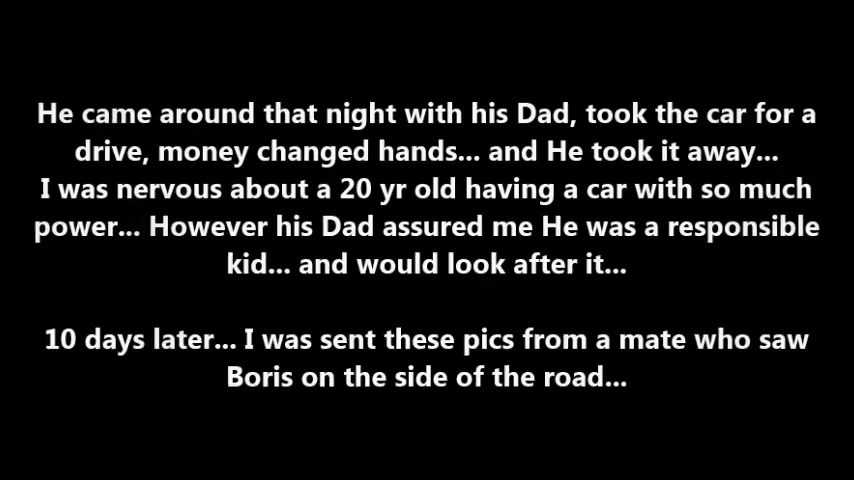 He came around that night with his Dad, took the car for a
drive, money changed hands... and He took it away...
I was nervous about a 20 yr old having a car with so much
power... However his Dad assured me He was a responsible
kid... and would look after it...
10 days later... I was sent these pics from a mate who saw
Boris on the side of the road...